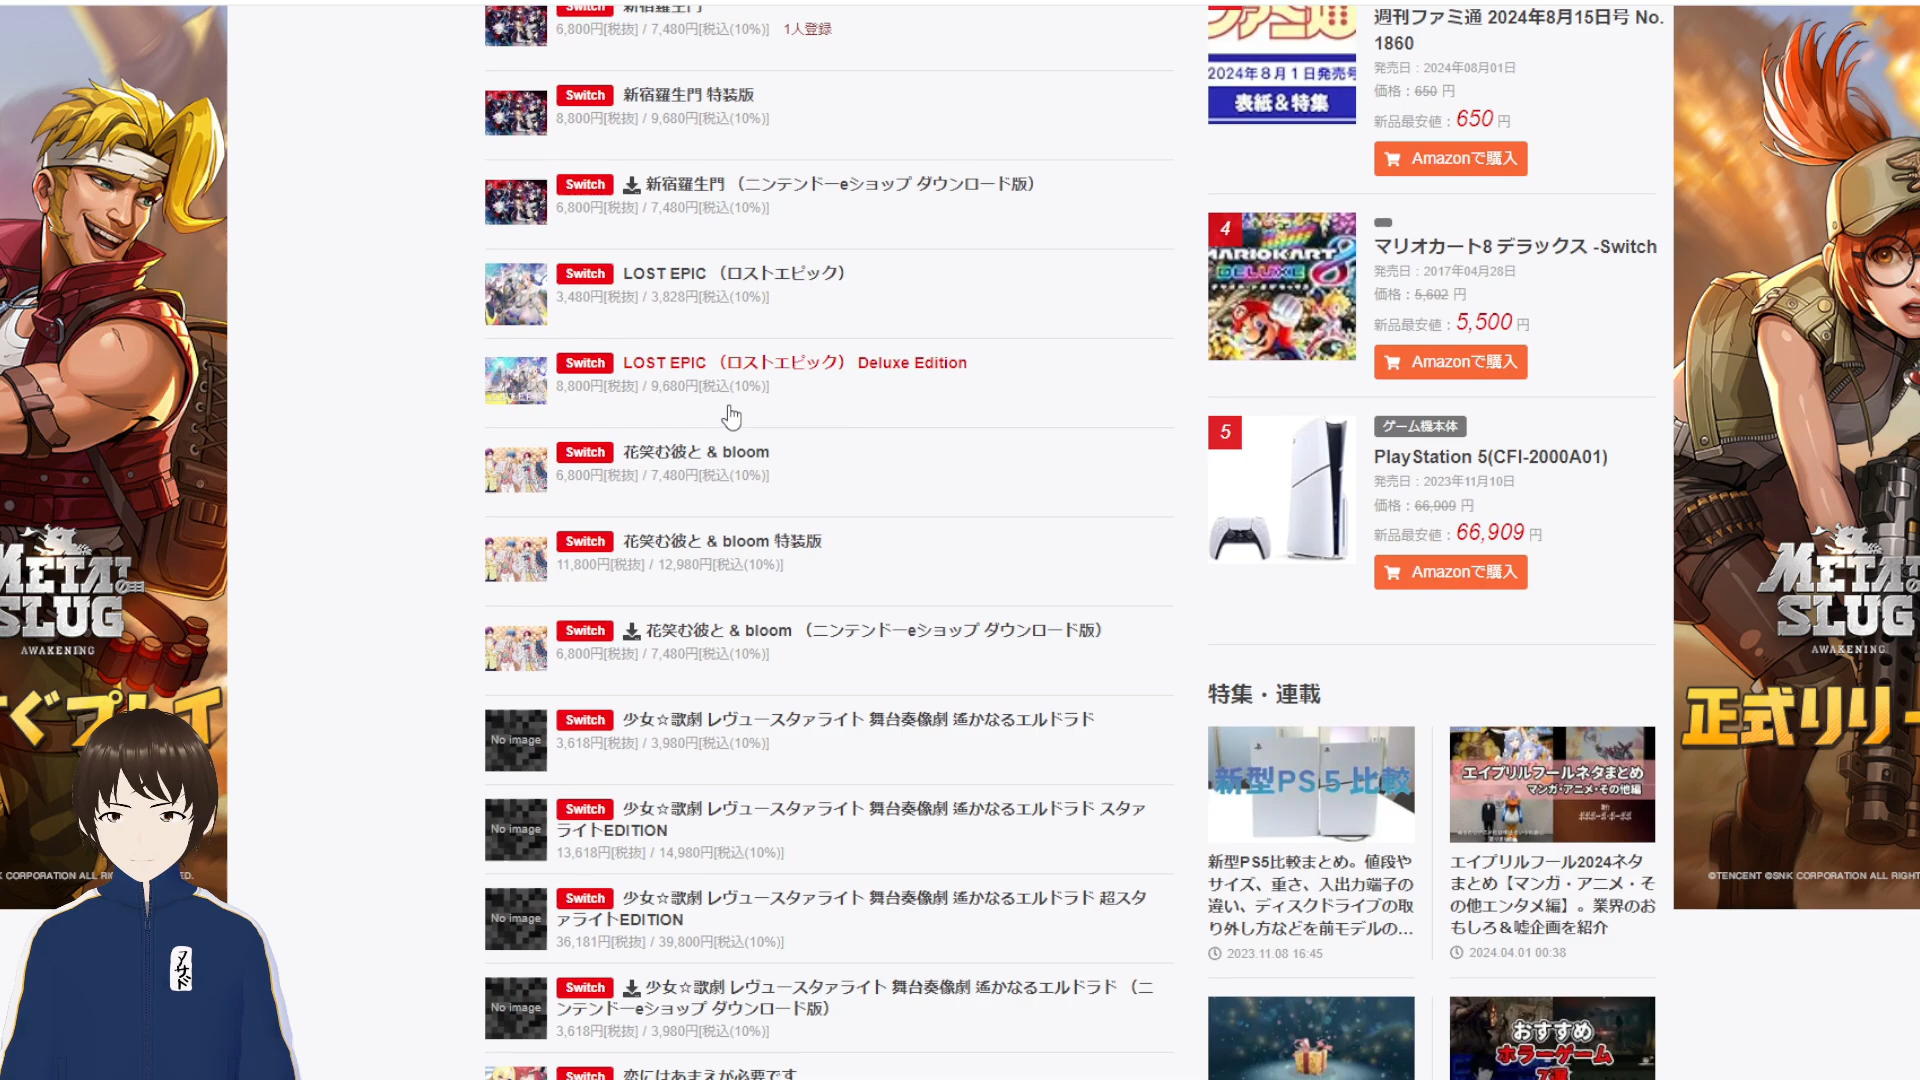 Switch 新宿羅生門
6,800円[税抜] / 7,480円[税込(10%)] 1人登録
Switch 新宿羅生門 特装版
8,800円[税抜] / 9,680円[税込(10%)]
Switch 新宿羅生門 （ニンテンドーeショップ ダウンロード版）
6,800円[税抜] / 7,480円[税込(10%)]
Switch LOST EPIC （ロストエピック）
3,480円[税抜] / 3,828円[税込(10%)]
Switch LOST EPIC （ロストエピック） Deluxe Edition
8,800円[税抜] / 9,680円[税込(10%)]
Switch 花笑む彼と & bloom
6,800円[税抜] / 7,480円[税込(10%)]
Switch 花笑む彼と & bloom 特装版
11,800円[税抜] / 12,980円[税込(10%)]
Switch 花笑む彼と & bloom （ニンテンドーeショップ ダウンロード版）
6,800円[税抜] / 7,480円[税込(10%)]
No image
Switch 少女☆歌劇 レヴュースタァライト 舞台奏像劇 遙かなるエルドラド
3,618円[税抜] / 3,980円[税込(10%)]
No image
Switch 少女☆歌劇 レヴュースタァライト 舞台奏像劇 遙かなるエルドラド スタァ
ライトEDITION
13,618円[税抜] / 14,980円[税込(10%)]
No image
Switch 少女☆歌劇 レヴュースタァライト 舞台奏像劇 遙かなるエルドラド 超スタ
ァライトEDITION
36,181円[税抜] / 39,800円[税込(10%)]
No image
Switch 少女☆歌劇 レヴュースタァライト 舞台奏像劇 遙かなるエルドラド （ニ
ンテンドーeショップ ダウンロード版）
3,618円[税抜] / 3,980円[税込(10%)]
Switch 恋にはあまえが必要です
ファミ通
2024年8月1日発売号
表紙＆特集
週刊ファミ通 2024年8月15日号 No.
1860
発売日：2024年08月01日
価格：650 円
新品最安値：650 円
Amazonで購入
4
MARIOKART 8
DELUXE
マリオカート8 デラックス -Switch
発売日：2017年04月28日
価格：5,602 円
新品最安値：5,500 円
Amazonで購入
5
ゲーム機本体
PlayStation 5(CFI-2000A01)
発売日：2023年11月10日
価格：66,909 円
新品最安値：66,909 円
Amazonで購入
特集・連載
新型PS5比較
新型PS5比較まとめ。値段や
サイズ、重さ、入出力端子の
違い、ディスクドライブの取
り外し方などを前モデルの...
2023.11.08 16:45
エイプリルフールネタまとめ
マンガ・アニメ・その他編
エイプリルフール2024ネタ
まとめ【マンガ・アニメ・そ
の他エンタメ編】。業界のお
もしろ＆嘘企画を紹介
2024.04.01 00:38
おすすめ
ホラーゲーム
7選
METAL
SLUG
AWAKENING
ぐプレイ
K CORPORATION ALL RI
ED.
アサド
METAL
SLUG
AWAKENING
正式リリー
©TENCENT ©SNK CORPORATION ALL RIGHT